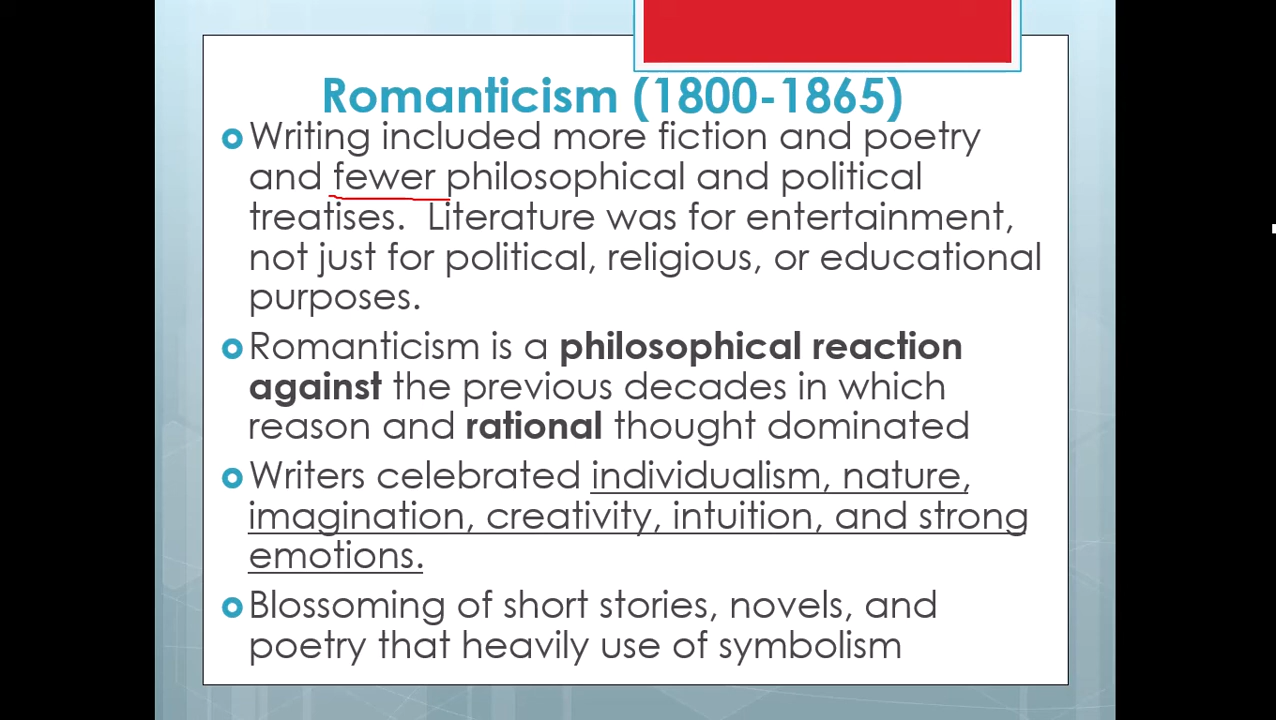 Romanticism (1800-1865)
Writing included more fiction and poetry
and fewer philosophical and political
treatises. Literature was for entertainment,
not just for political, religious, or educational
purposes.
Romanticism is a philosophical reaction
against the previous decades in which
reason and rational thought dominated
Writers celebrated individualism, nature,
imagination, creativity, intuition, and strong
emotions.
Blossoming of short stories, novels, and
poetry that heavily use of symbolism